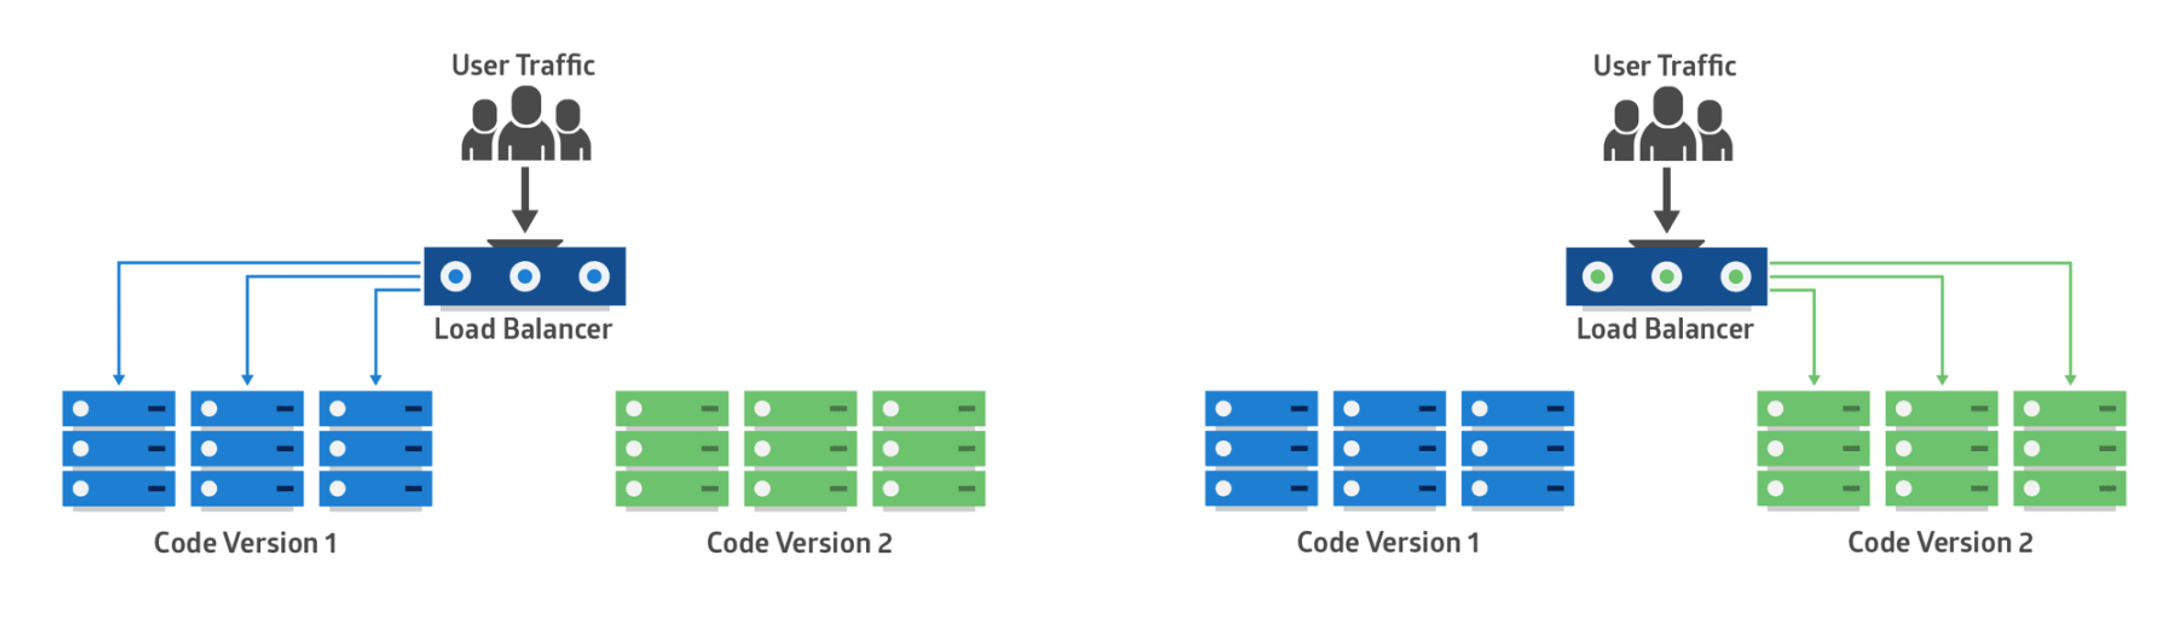 User Traffic
Load Balancer
Code Version 1
Code Version 2
User Traffic
Load Balancer
Code Version 1
Code Version 2